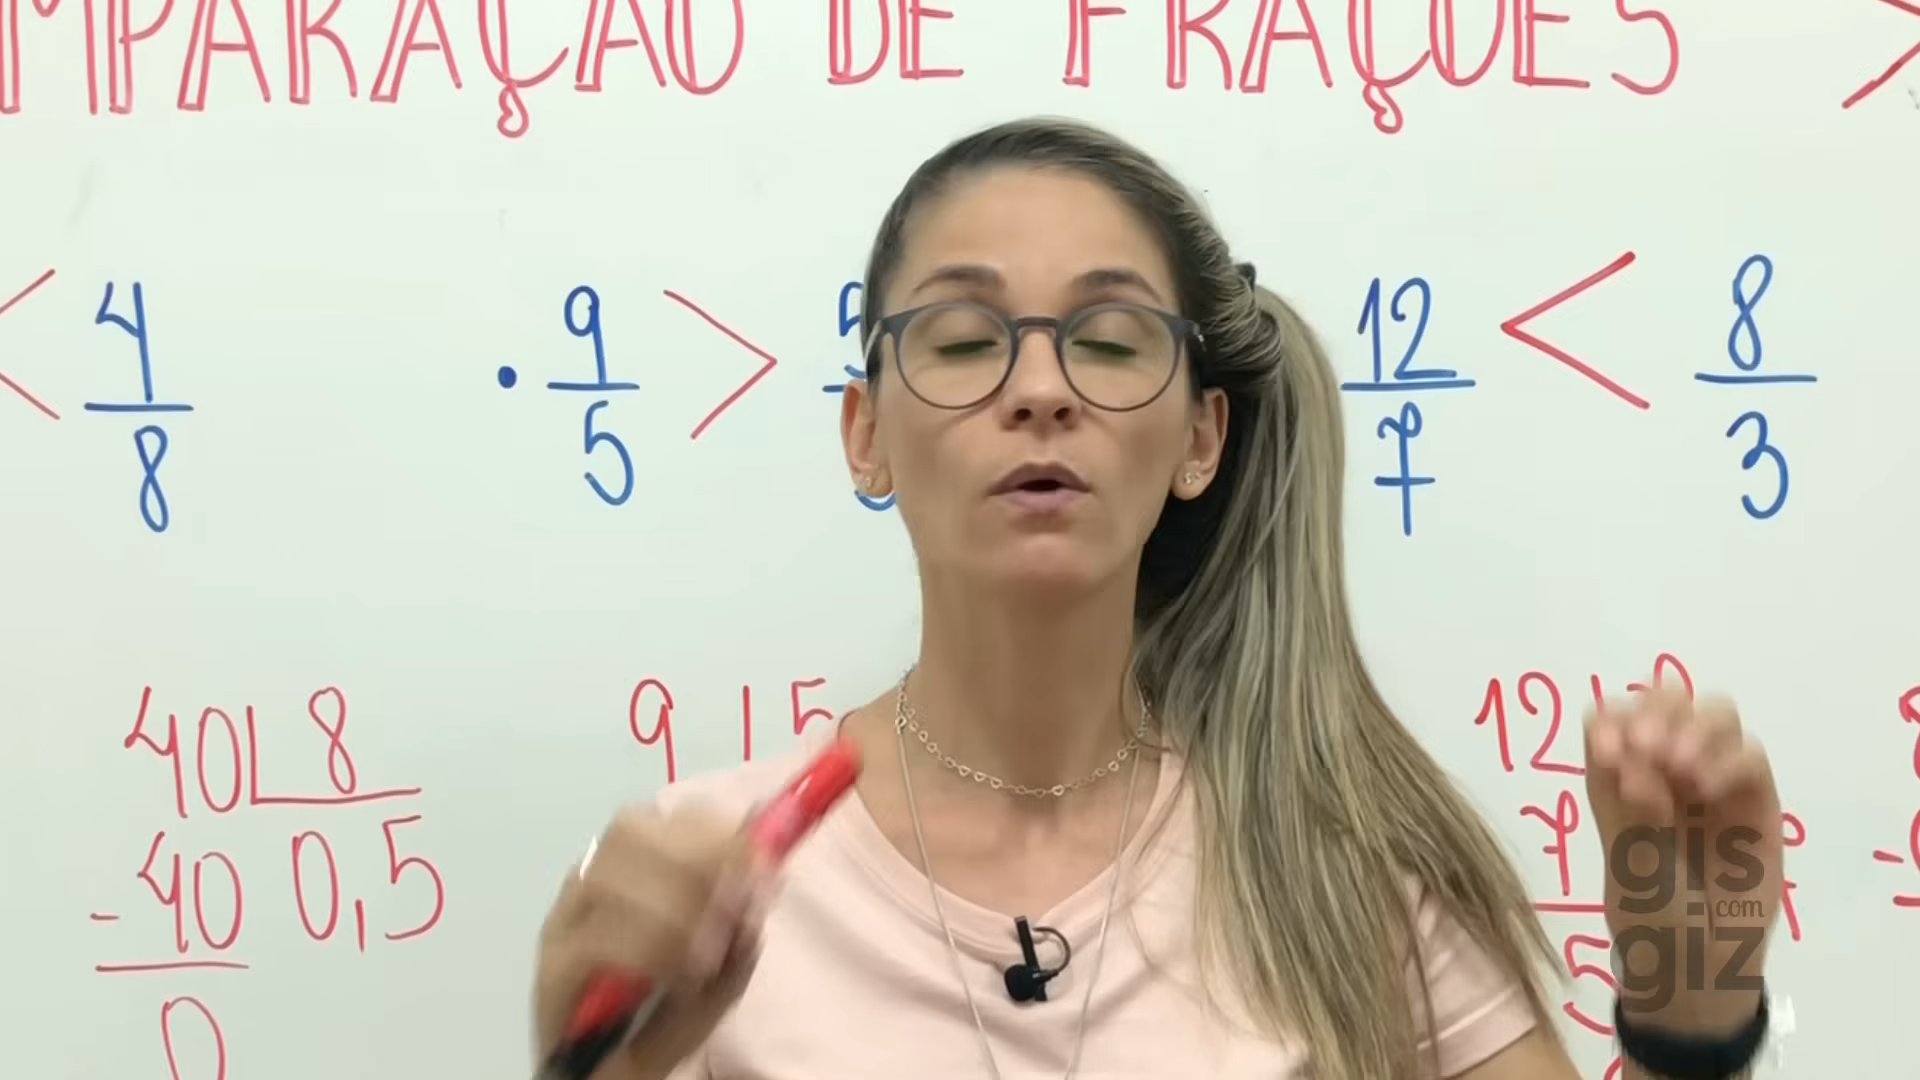 MPARAÇÃO DE FRAÇÕES >
< 4/8
• 9/5 > 5
12/7 < 8/3
40 8
- 40 0,5
0
9 5
12
7
5
gis
.com
giz